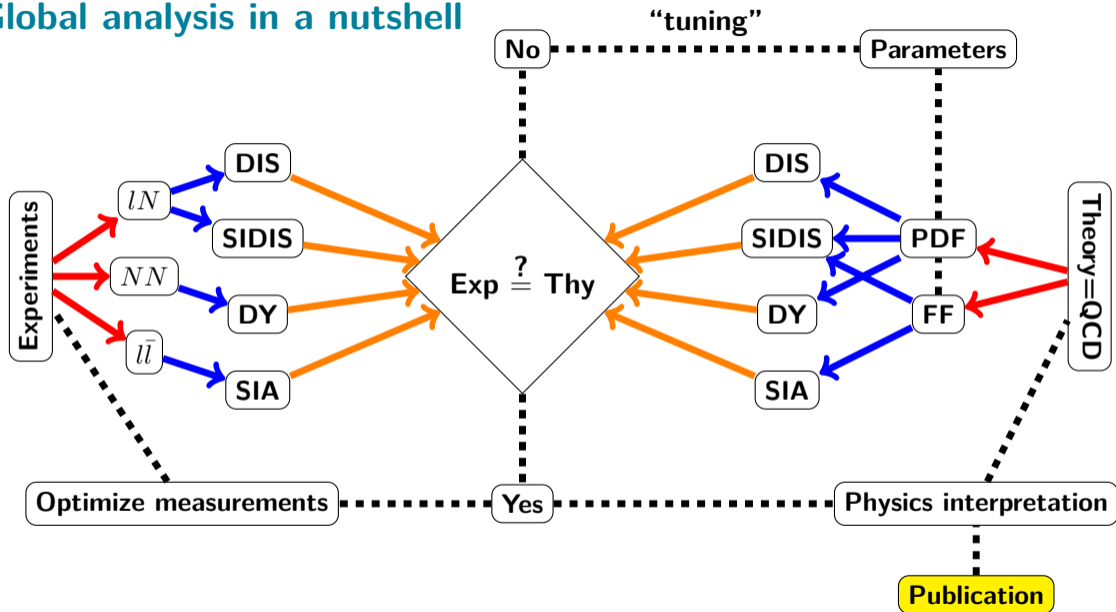 Global analysis in a nutshell
"tuning"
No
Parameters
DIS
DIS
lN
SIDIS
SIDIS
PDF
Experiments
NN
Exp ?= Thy
Theory=QCD
DY
DY
FF
l\bar{l}
SIA
SIA
Optimize measurements
Yes
Physics interpretation
Publication